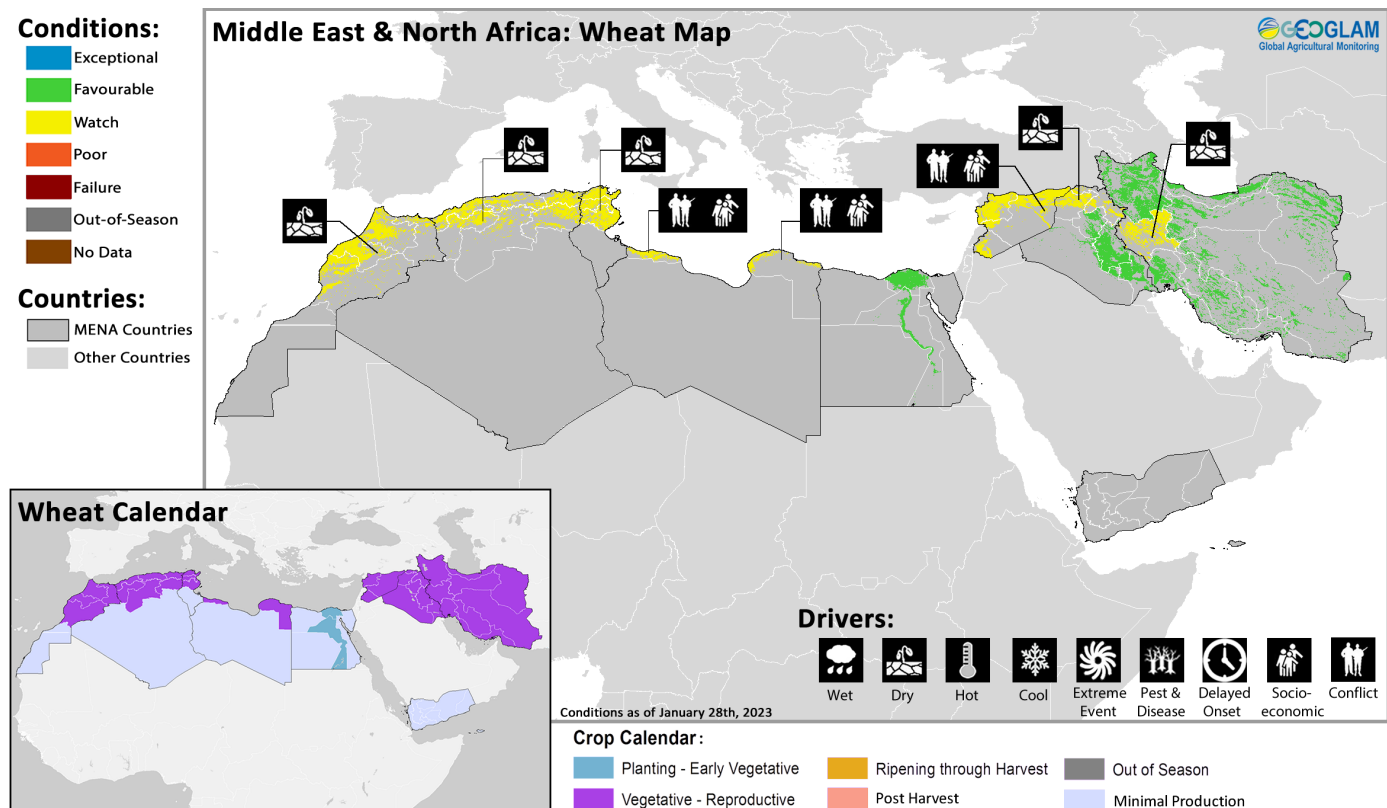 Conditions:
Exceptional
Favourable
Watch
Poor
Failure
Out-of-Season
No Data
Countries:
MENA Countries
Other Countries
Middle East & North Africa: Wheat Map
GEOGLAM
Global Agricultural Monitoring
Wheat Calendar
Drivers:
Wet
Dry
Hot
Cool
Extreme
Event
Pest &
Disease
Delayed
Onset
Socio-
economic
Conflict
Conditions as of January 28th, 2023
Crop Calendar:
Planting - Early Vegetative
Ripening through Harvest
Out of Season
Vegetative - Reproductive
Post Harvest
Minimal Production